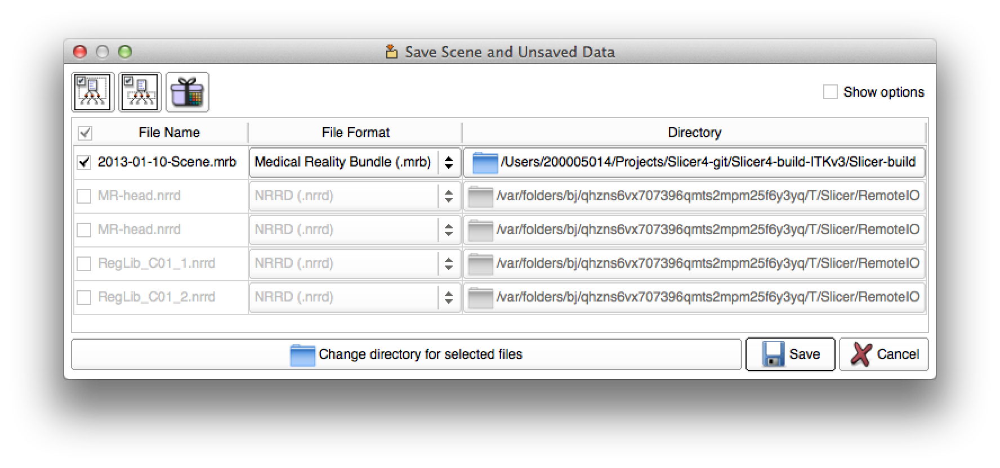 Save Scene and Unsaved Data
Show options
File Name File Format Directory
2013-01-10-Scene.mrb Medical Reality Bundle (.mrb) /Users/200005014/Projects/Slicer4-git/Slicer4-build-ITKv3/Slicer-build
MR-head.nrrd NRRD (.nrrd) /var/folders/bj/qhzns6vx707396qmts2mpm25f6y3yq/T/Slicer/RemoteIO
MR-head.nrrd NRRD (.nrrd) /var/folders/bj/qhzns6vx707396qmts2mpm25f6y3yq/T/Slicer/RemoteIO
RegLib_C01_1.nrrd NRRD (.nrrd) /var/folders/bj/qhzns6vx707396qmts2mpm25f6y3yq/T/Slicer/RemoteIO
RegLib_C01_2.nrrd NRRD (.nrrd) /var/folders/bj/qhzns6vx707396qmts2mpm25f6y3yq/T/Slicer/RemoteIO
Change directory for selected files Save Cancel